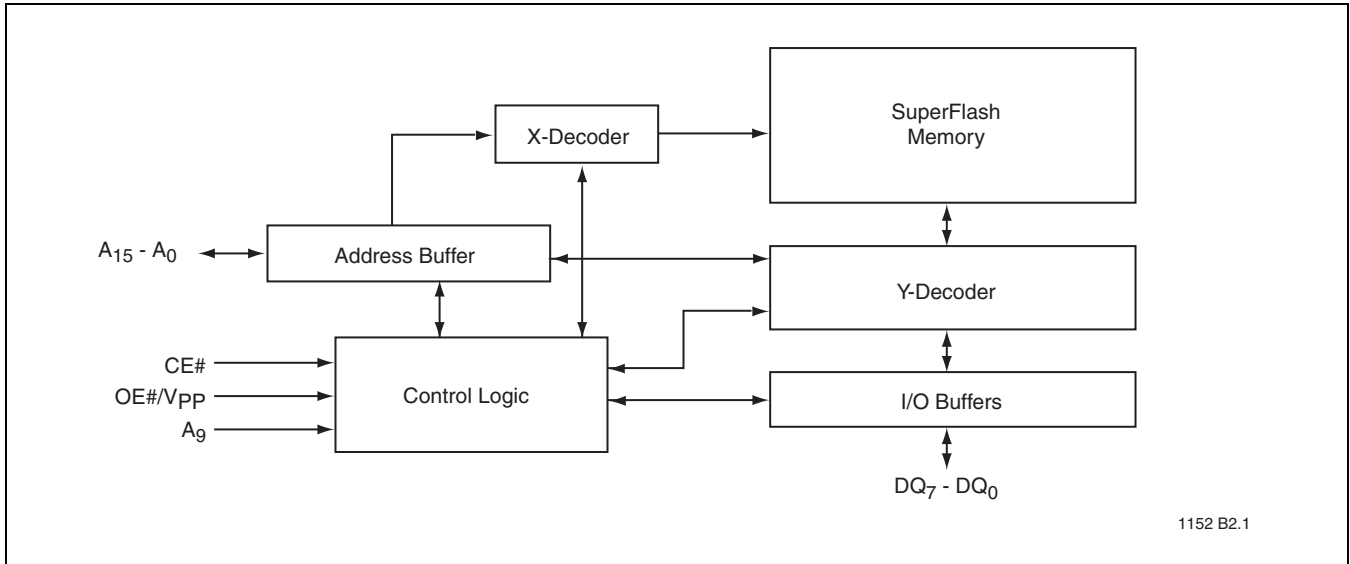 SuperFlash
Memory
X-Decoder
A15 - A0
Address Buffer
Y-Decoder
CE#
OE#/VPP
A9
Control Logic
I/O Buffers
DQ7 - DQ0
1152 B2.1